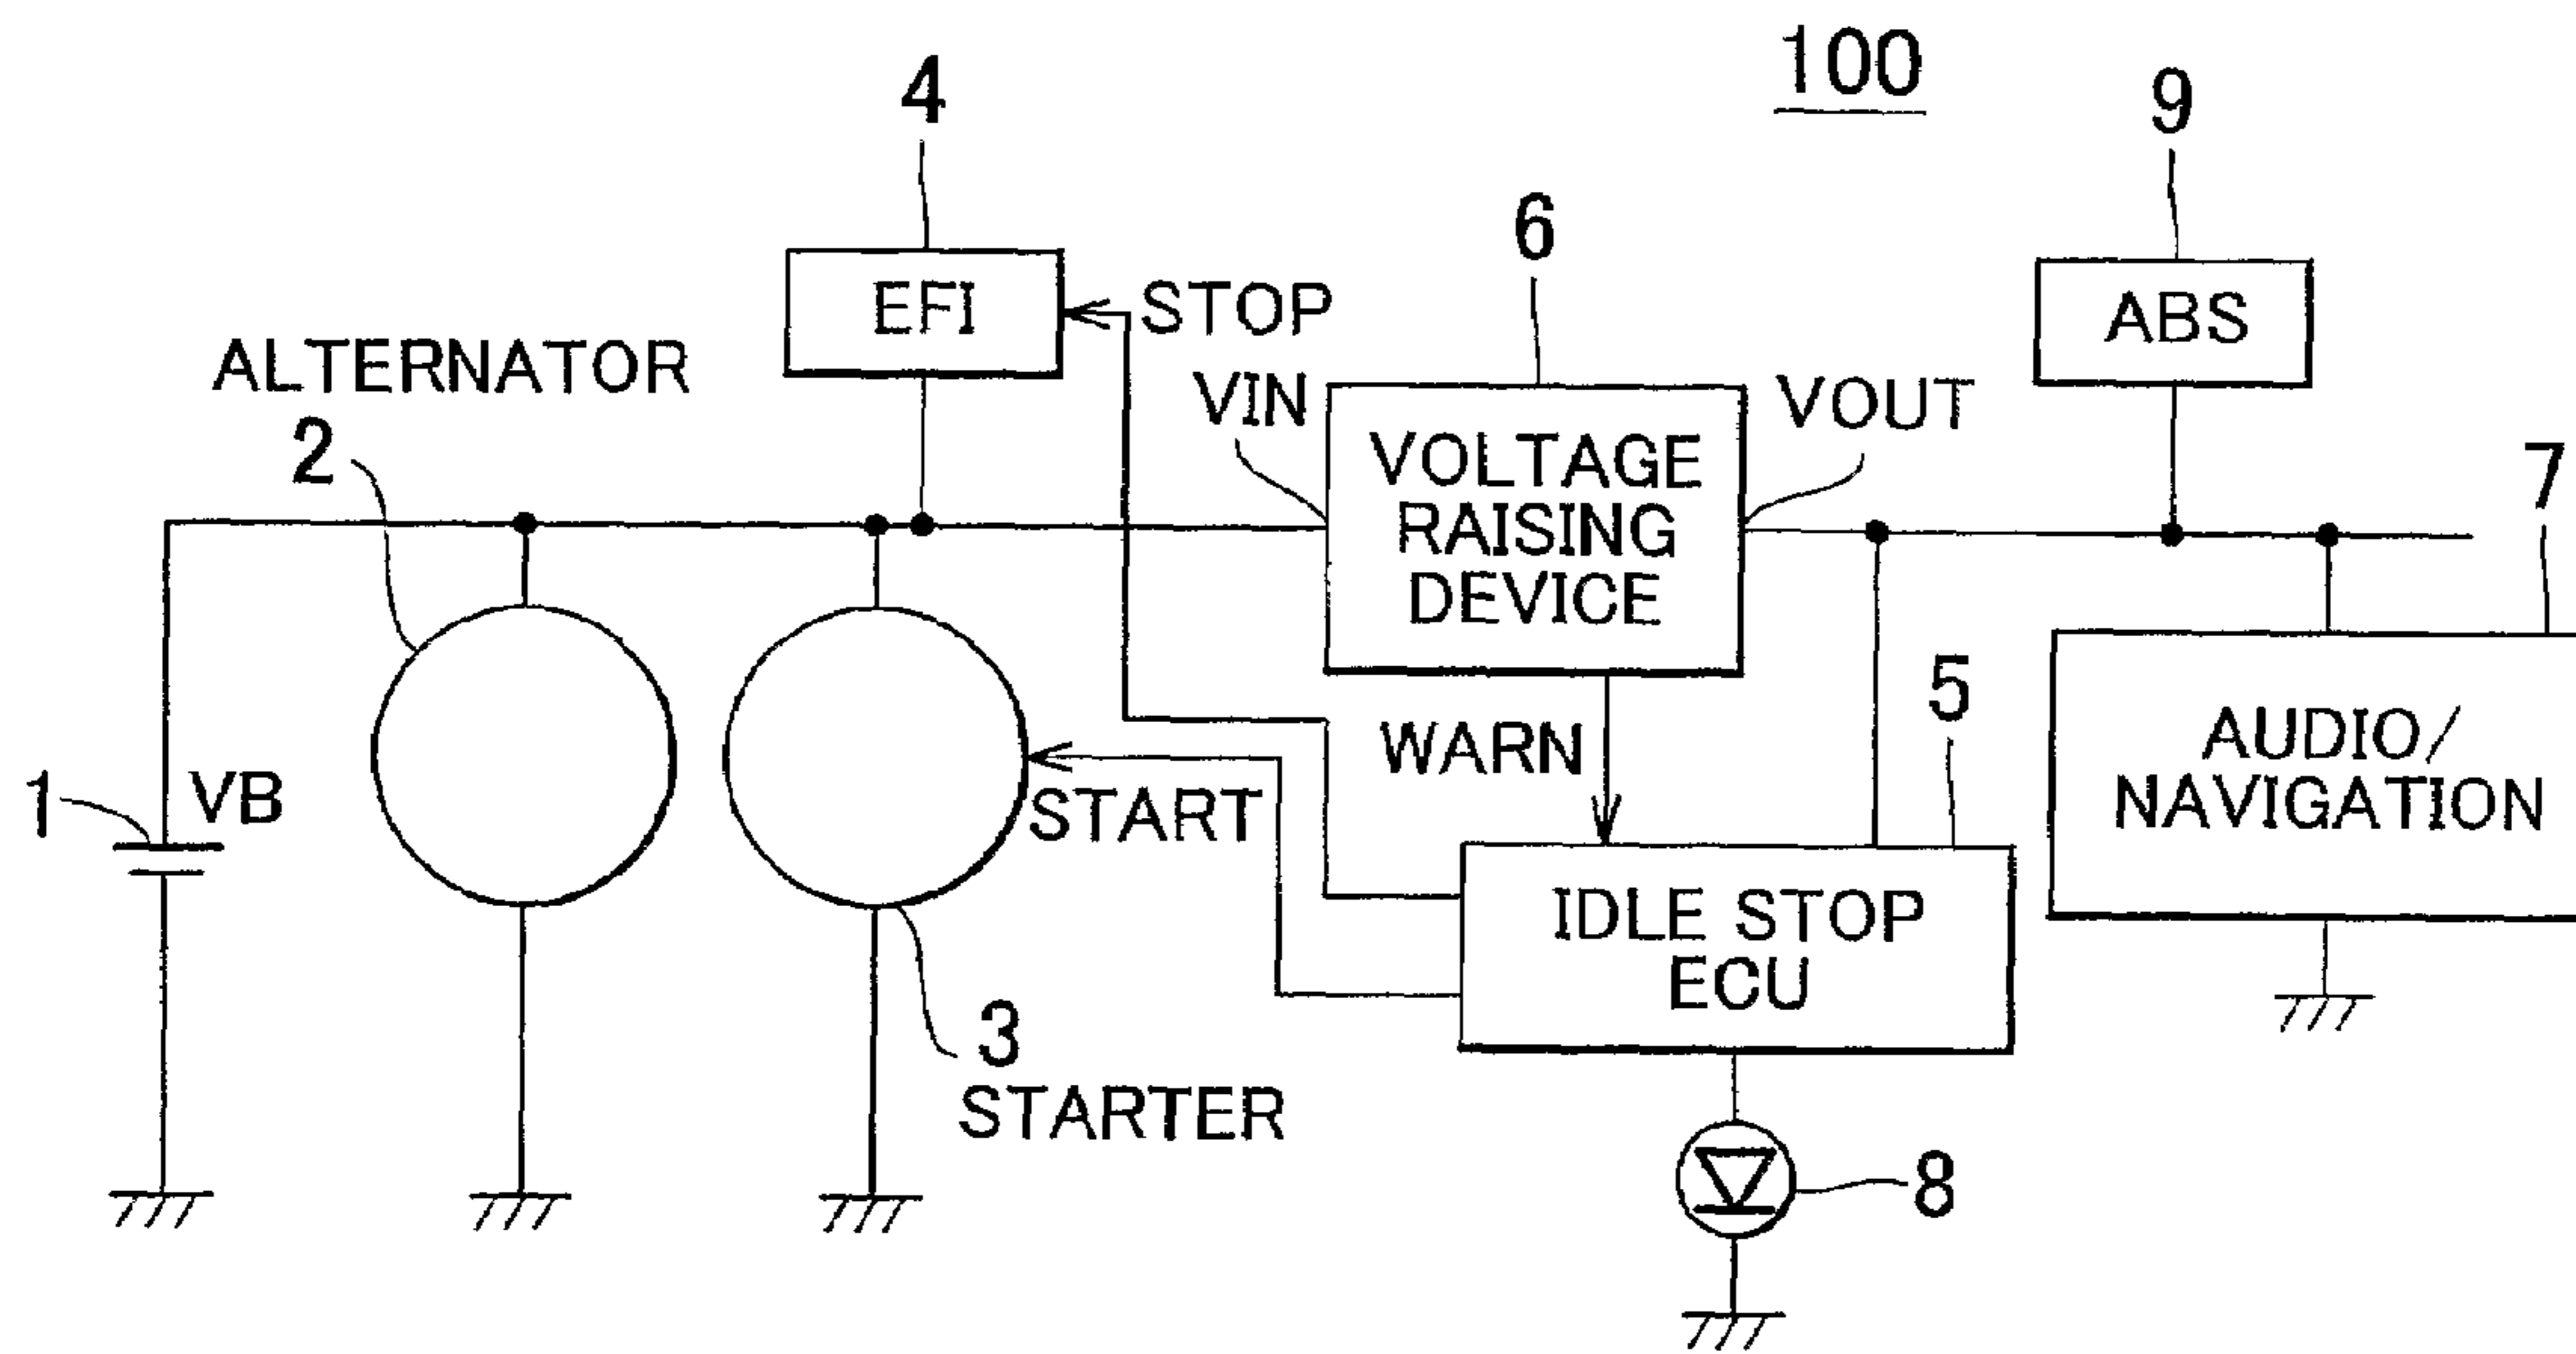 100
4
9
6
EFI
STOP
ABS
ALTERNATOR
2
VIN
VOUT
VOLTAGE
RAISING
DEVICE
7
5
WARN
AUDIO/
NAVIGATION
1
VB
START
IDLE STOP
ECU
3
STARTER
8